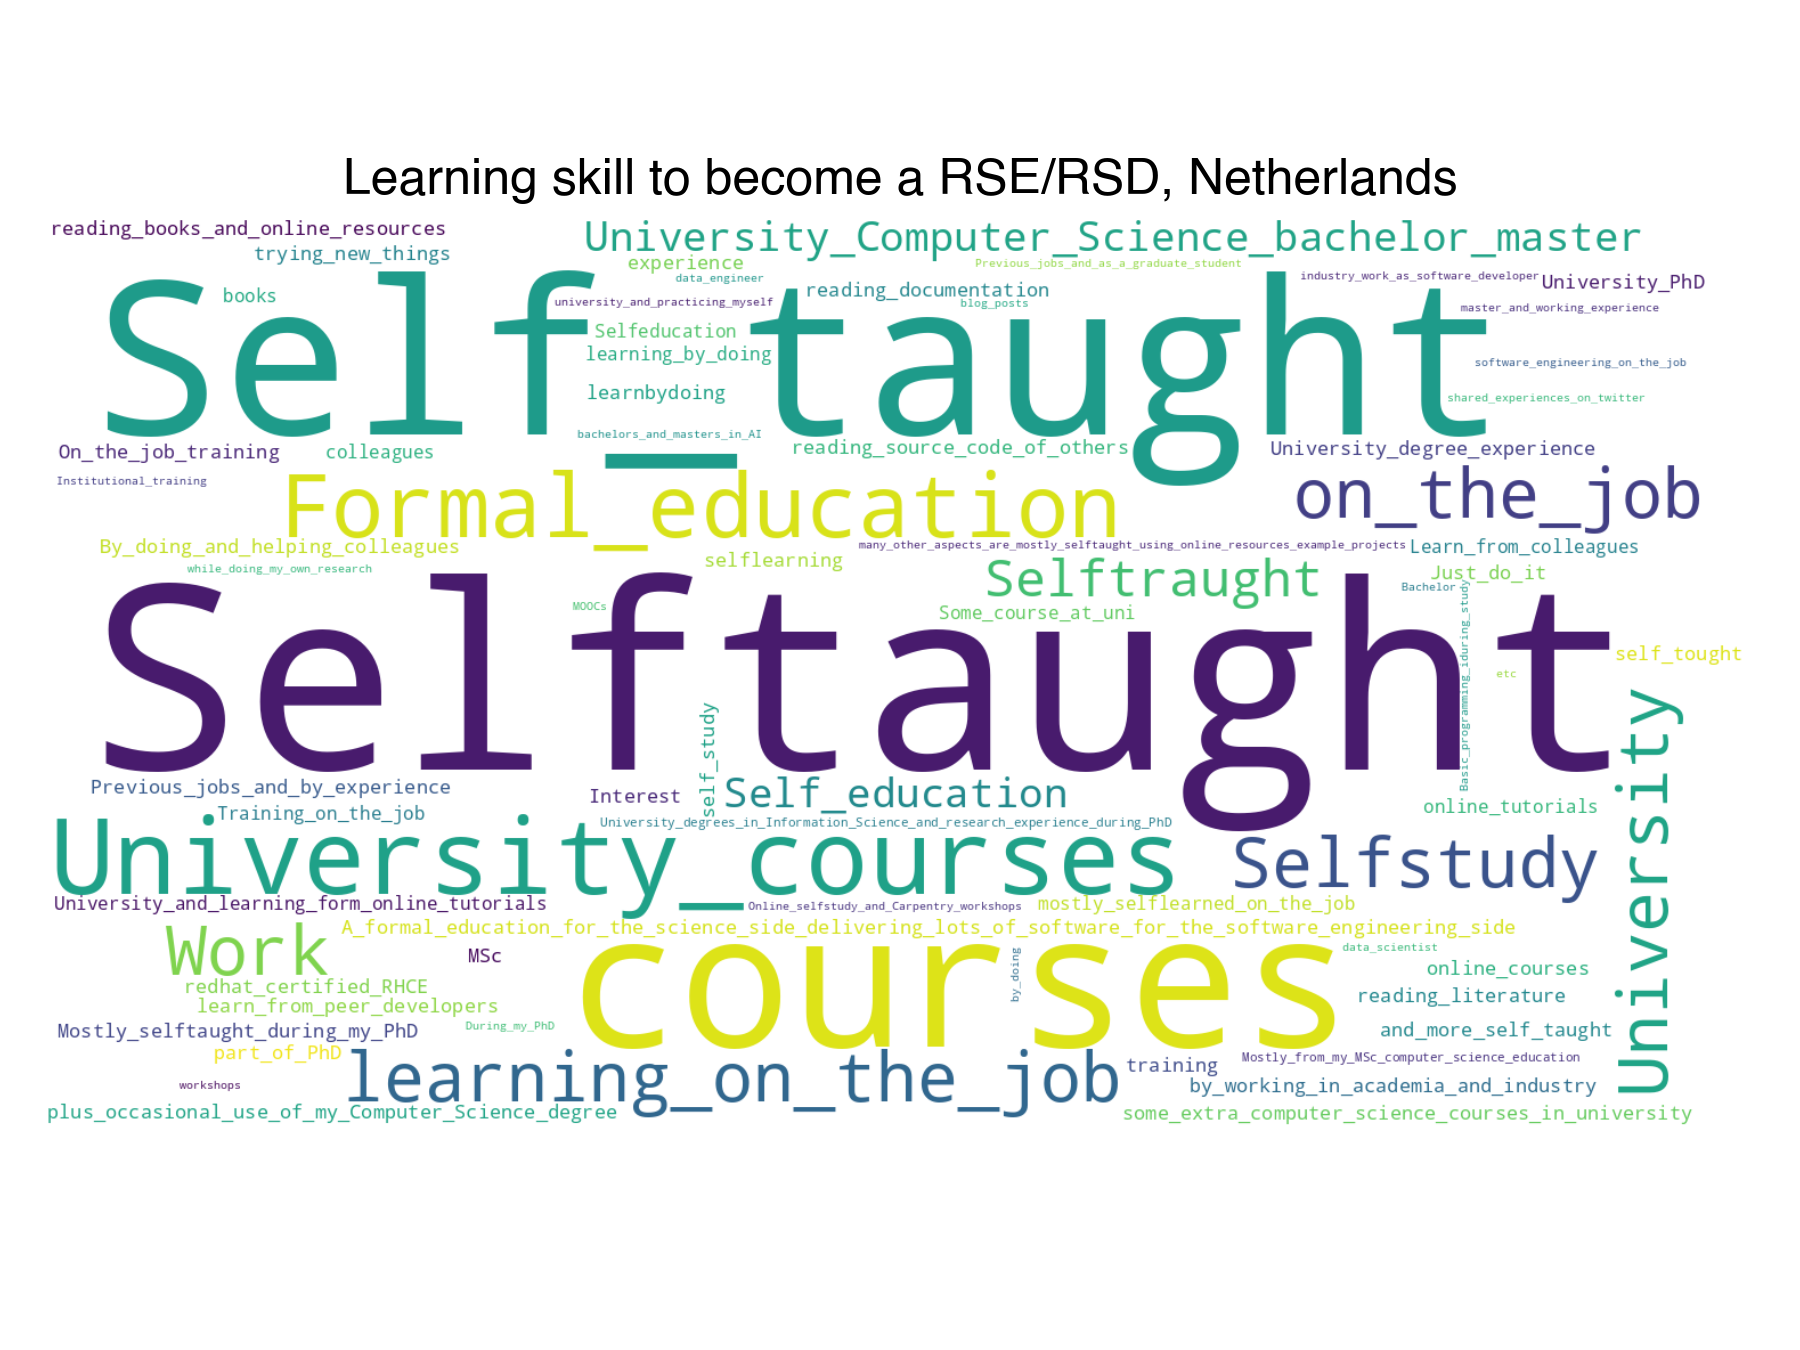 Learning skill to become a RSE/RSD, Netherlands
reading_books_and_online_resources
University_Computer_Science_bachelor_master
trying_new_things
experience
Previous_jobs_and_as_a_graduate_student
data_engineer
industry_work_as_software_developer
University_PhD
books
university_and_practicing_myself
reading_documentation
blog_posts
master_and_working_experience
Self_taught
Selfeducation
learning_by_doing
software_engineering_on_the_job
learnbydoing
shared_experiences_on_twitter
bachelors_and_masters_in_AI
On_the_job_training
colleagues
reading_source_code_of_others
University_degree_experience
Institutional_training
Formal_education
on_the_job
By_doing_and_helping_colleagues
many_other_aspects_are_mostly_selftaught_using_online_resources_example_projects
Learn_from_colleagues
while_doing_my_own_research
selflearning
Selftraught
Just_do_it
Bachelor
MOOCs
Some_course_at_uni
Selftaught
Basic_programming_iduring_study
self_tought
etc
self_study
University
Previous_jobs_and_by_experience
Interest
Self_education
online_tutorials
Training_on_the_job
University_degrees_in_Information_Science_and_research_experience_during_PhD
University_courses
Selfstudy
University_and_learning_form_online_tutorials
Online_selfstudy_and_Carpentry_workshops
mostly_selflearned_on_the_job
A_formal_education_for_the_science_side_delivering_lots_of_software_for_the_software_engineering_side
Work
MSc
courses
by_doing
data_scientist
online_courses
redhat_certified_RHCE
reading_literature
learn_from_peer_developers
Mostly_selftaught_during_my_PhD
During_my_PhD
and_more_self_taught
part_of_PhD
learning_on_the_job
training
Mostly_from_my_MSc_computer_science_education
workshops
by_working_in_academia_and_industry
plus_occasional_use_of_my_Computer_Science_degree
some_extra_computer_science_courses_in_university